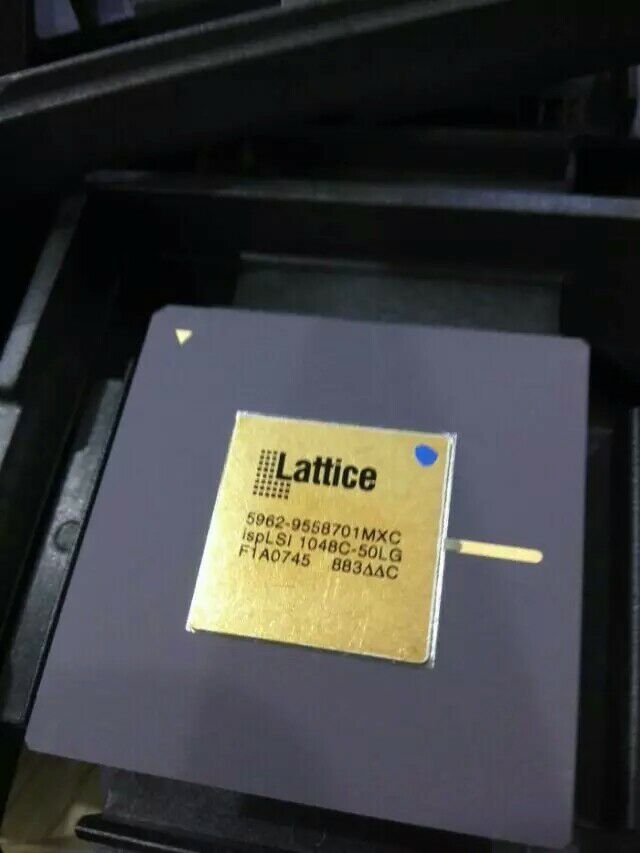 Lattice
5962-9558701MXC
ispLSI 1048C-50LG
F1A0745 883ΔΔC